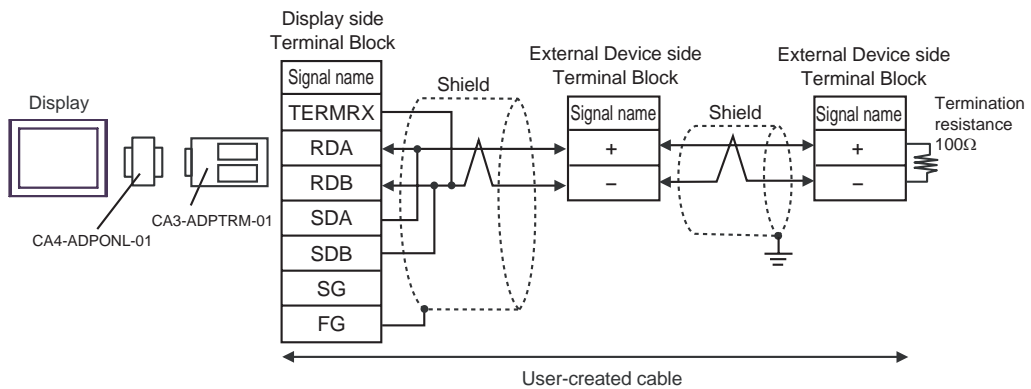 Display side
Terminal Block
Signal name
TERMRX
RDA
RDB
SDA
SDB
SG
FG
Display
CA4-ADPONL-01
CA3-ADPTRM-01
Shield
External Device side
Terminal Block
Signal name
+
−
Shield
External Device side
Terminal Block
Signal name
+
−
Termination
resistance
100Ω
User-created cable